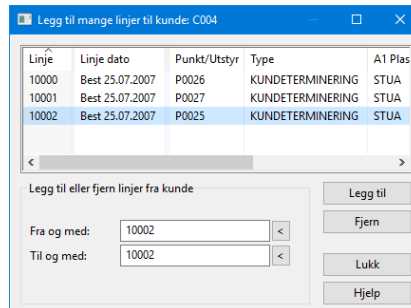 Legg til mange linjer til kunde: C004
Linje Linje dato Punkt/Utstyr Type A1 Plas
10000 Best 25.07.2007 P0026 KUNDETERMINERING STUA
10001 Best 25.07.2007 P0027 KUNDETERMINERING STUA
10002 Best 25.07.2007 P0025 KUNDETERMINERING STUA
Legg til eller fjern linjer fra kunde
Fra og med: 10002 <
Til og med: 10002 <
Legg til
Fjern
Lukk
Hjelp